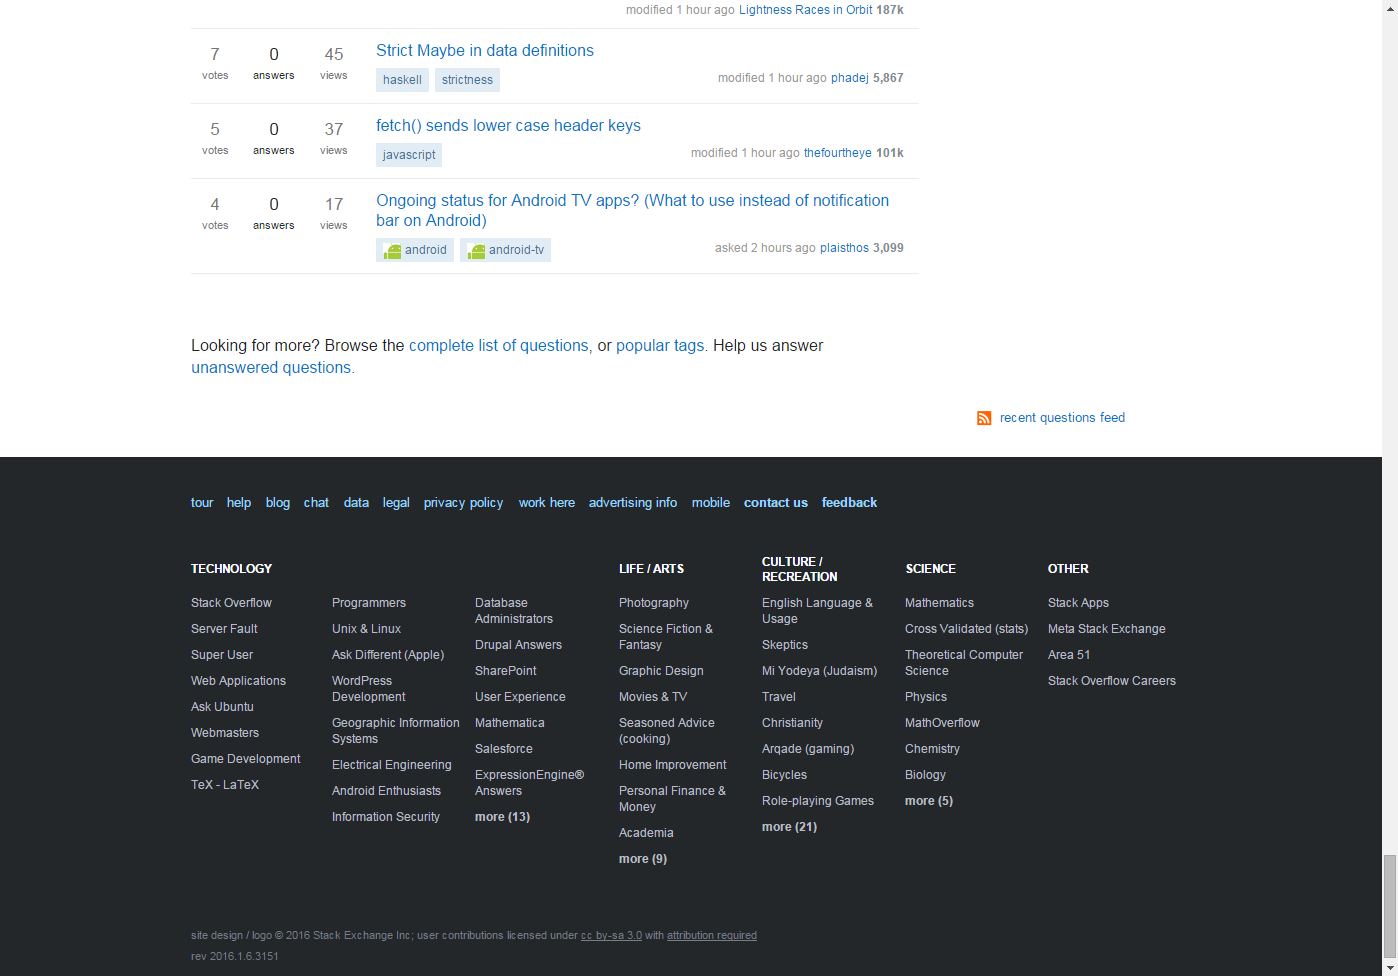 modified 1 hour ago Lightness Races in Orbit 187k
7 0 45 Strict Maybe in data definitions
votes answers views
haskell strictness modified 1 hour ago phadej 5,867
5 0 37 fetch() sends lower case header keys
votes answers views
javascript modified 1 hour ago thefourtheye 101k
4 0 17 Ongoing status for Android TV apps? (What to use instead of notification
votes answers views bar on Android)
android android-tv asked 2 hours ago plaisthos 3,099
Looking for more? Browse the complete list of questions, or popular tags. Help us answer
unanswered questions.
recent questions feed
tour help blog chat data legal privacy policy work here advertising info mobile contact us feedback
TECHNOLOGY
Stack Overflow
Server Fault
Super User
Web Applications
Ask Ubuntu
Webmasters
Game Development
TeX - LaTeX
Programmers
Unix & Linux
Ask Different (Apple)
WordPress
Development
Geographic Information
Systems
Electrical Engineering
Android Enthusiasts
Information Security
Database
Administrators
Drupal Answers
SharePoint
User Experience
Mathematica
Salesforce
ExpressionEngine®
Answers
more (13)
LIFE / ARTS
Photography
Science Fiction &
Fantasy
Graphic Design
Movies & TV
Seasoned Advice
(cooking)
Home Improvement
Personal Finance &
Money
Academia
more (9)
CULTURE /
RECREATION
English Language &
Usage
Skeptics
Mi Yodeya (Judaism)
Travel
Christianity
Arqade (gaming)
Bicycles
Role-playing Games
more (21)
SCIENCE
Mathematics
Cross Validated (stats)
Theoretical Computer
Science
Physics
MathOverflow
Chemistry
Biology
more (5)
OTHER
Stack Apps
Meta Stack Exchange
Area 51
Stack Overflow Careers
site design / logo © 2016 Stack Exchange Inc; user contributions licensed under cc by-sa 3.0 with attribution required
rev 2016.1.6.3151